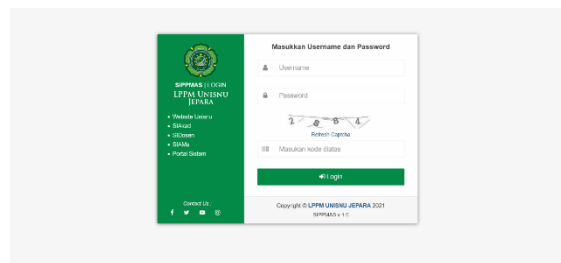 SIPPMAS | LOGIN
LPPM UNISNU
JEPARA
Website Unisnu
SIAkad
SIDosen
SIAMa
Portal Sistem
Contact Us :
Masukkan Username dan Password
Username
Password
Refresh Captcha
Masukan kode diatas
Login
Copyright © LPPM UNISNU JEPARA 2021
SIPPMAS v 1.0